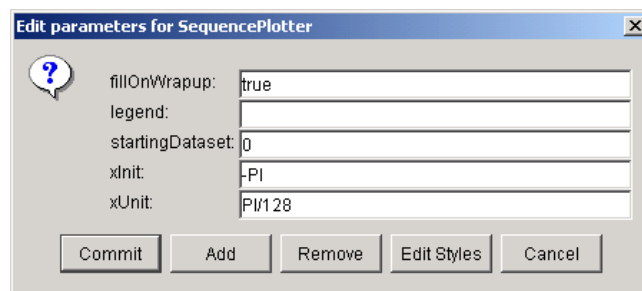 Edit parameters for SequencePlotter
fillOnWrapup: true
legend:
startingDataset: 0
xInit: -PI
xUnit: PI/128
Commit Add Remove Edit Styles Cancel